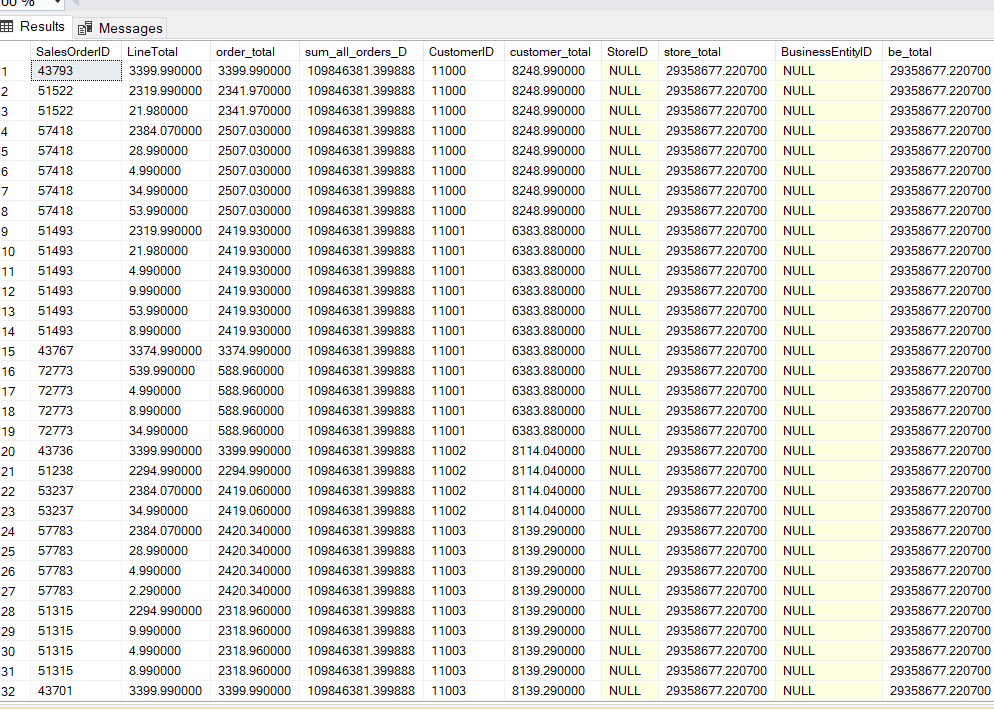 00 %
Results Messages
SalesOrderID LineTotal order_total sum_all_orders_D CustomerID customer_total StoreID store_total BusinessEntityID be_total
1 43793 3399.990000 3399.990000 109846381.399888 11000 8248.990000 NULL 29358677.220700 NULL 29358677.220700
2 51522 2319.990000 2341.970000 109846381.399888 11000 8248.990000 NULL 29358677.220700 NULL 29358677.220700
3 51522 21.980000 2341.970000 109846381.399888 11000 8248.990000 NULL 29358677.220700 NULL 29358677.220700
4 57418 2384.070000 2507.030000 109846381.399888 11000 8248.990000 NULL 29358677.220700 NULL 29358677.220700
5 57418 28.990000 2507.030000 109846381.399888 11000 8248.990000 NULL 29358677.220700 NULL 29358677.220700
6 57418 4.990000 2507.030000 109846381.399888 11000 8248.990000 NULL 29358677.220700 NULL 29358677.220700
7 57418 34.990000 2507.030000 109846381.399888 11000 8248.990000 NULL 29358677.220700 NULL 29358677.220700
8 57418 53.990000 2507.030000 109846381.399888 11000 8248.990000 NULL 29358677.220700 NULL 29358677.220700
9 51493 2319.990000 2419.930000 109846381.399888 11001 6383.880000 NULL 29358677.220700 NULL 29358677.220700
10 51493 21.980000 2419.930000 109846381.399888 11001 6383.880000 NULL 29358677.220700 NULL 29358677.220700
11 51493 4.990000 2419.930000 109846381.399888 11001 6383.880000 NULL 29358677.220700 NULL 29358677.220700
12 51493 9.990000 2419.930000 109846381.399888 11001 6383.880000 NULL 29358677.220700 NULL 29358677.220700
13 51493 53.990000 2419.930000 109846381.399888 11001 6383.880000 NULL 29358677.220700 NULL 29358677.220700
14 51493 8.990000 2419.930000 109846381.399888 11001 6383.880000 NULL 29358677.220700 NULL 29358677.220700
15 43767 3374.990000 3374.990000 109846381.399888 11001 6383.880000 NULL 29358677.220700 NULL 29358677.220700
16 72773 539.990000 588.960000 109846381.399888 11001 6383.880000 NULL 29358677.220700 NULL 29358677.220700
17 72773 4.990000 588.960000 109846381.399888 11001 6383.880000 NULL 29358677.220700 NULL 29358677.220700
18 72773 8.990000 588.960000 109846381.399888 11001 6383.880000 NULL 29358677.220700 NULL 29358677.220700
19 72773 34.990000 588.960000 109846381.399888 11001 6383.880000 NULL 29358677.220700 NULL 29358677.220700
20 43736 3399.990000 3399.990000 109846381.399888 11002 8114.040000 NULL 29358677.220700 NULL 29358677.220700
21 51238 2294.990000 2294.990000 109846381.399888 11002 8114.040000 NULL 29358677.220700 NULL 29358677.220700
22 53237 2384.070000 2419.060000 109846381.399888 11002 8114.040000 NULL 29358677.220700 NULL 29358677.220700
23 53237 34.990000 2419.060000 109846381.399888 11002 8114.040000 NULL 29358677.220700 NULL 29358677.220700
24 57783 2384.070000 2420.340000 109846381.399888 11003 8139.290000 NULL 29358677.220700 NULL 29358677.220700
25 57783 28.990000 2420.340000 109846381.399888 11003 8139.290000 NULL 29358677.220700 NULL 29358677.220700
26 57783 4.990000 2420.340000 109846381.399888 11003 8139.290000 NULL 29358677.220700 NULL 29358677.220700
27 57783 2.290000 2420.340000 109846381.399888 11003 8139.290000 NULL 29358677.220700 NULL 29358677.220700
28 51315 2294.990000 2318.960000 109846381.399888 11003 8139.290000 NULL 29358677.220700 NULL 29358677.220700
29 51315 9.990000 2318.960000 109846381.399888 11003 8139.290000 NULL 29358677.220700 NULL 29358677.220700
30 51315 4.990000 2318.960000 109846381.399888 11003 8139.290000 NULL 29358677.220700 NULL 29358677.220700
31 51315 8.990000 2318.960000 109846381.399888 11003 8139.290000 NULL 29358677.220700 NULL 29358677.220700
32 43701 3399.990000 3399.990000 109846381.399888 11003 8139.290000 NULL 29358677.220700 NULL 29358677.220700